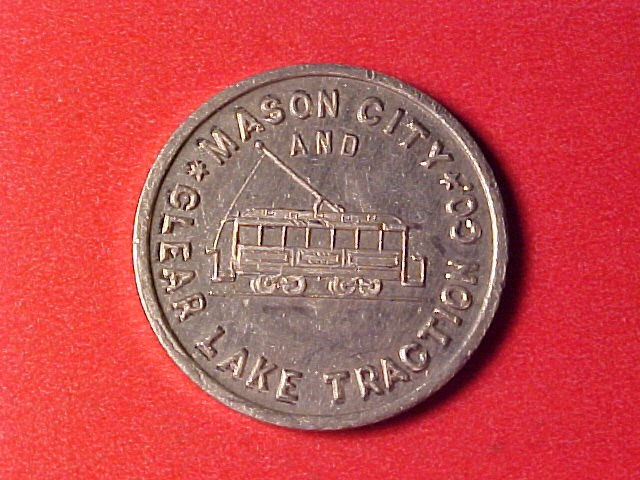 ★ MASON CITY ★
AND
CLEAR LAKE TRACTION CO.